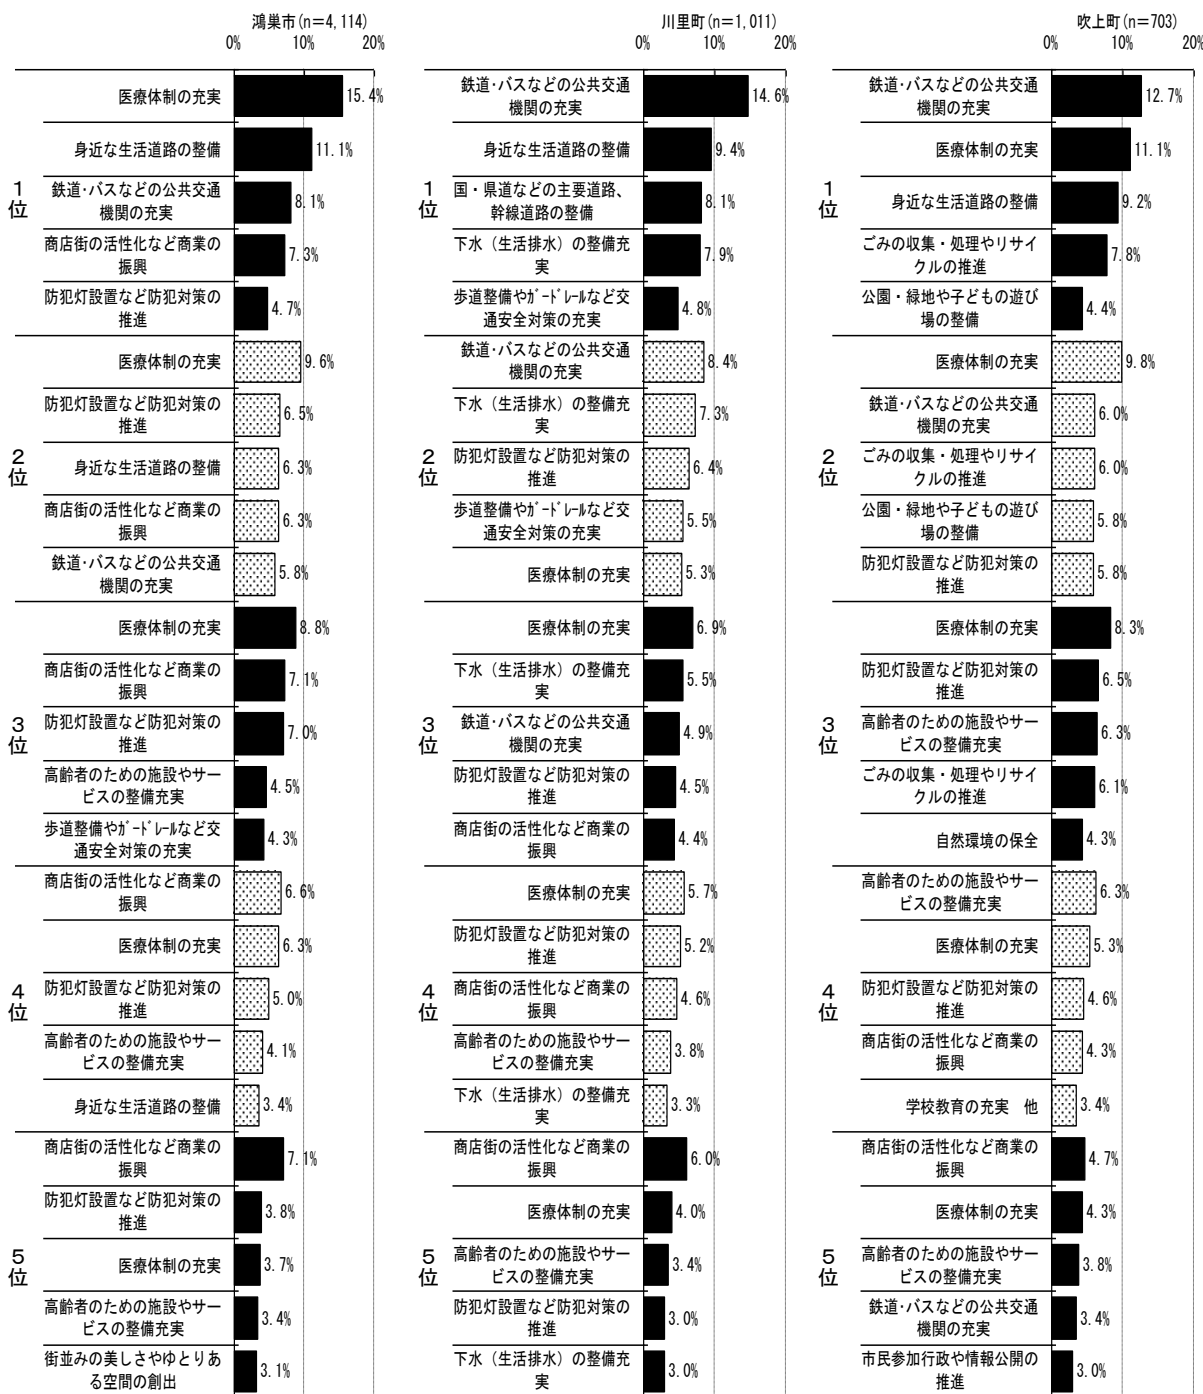 鴻巣市(n＝4,114)
0% 10% 20%
1位
医療体制の充実
15.4%
身近な生活道路の整備
11.1%
鉄道・バスなどの公共交通
機関の充実
8.1%
商店街の活性化など商業の
振興
7.3%
防犯灯設置など防犯対策の
推進
4.7%
2位
医療体制の充実
9.6%
防犯灯設置など防犯対策の
推進
6.5%
身近な生活道路の整備
6.3%
商店街の活性化など商業の
振興
6.3%
鉄道・バスなどの公共交通
機関の充実
5.8%
3位
医療体制の充実
8.8%
商店街の活性化など商業の
振興
7.1%
防犯灯設置など防犯対策の
推進
7.0%
高齢者のための施設やサー
ビスの整備充実
4.5%
歩道整備やｶﾞｰﾄﾞﾚｰﾙなど交
通安全対策の充実
4.3%
4位
商店街の活性化など商業の
振興
6.6%
医療体制の充実
6.3%
防犯灯設置など防犯対策の
推進
5.0%
高齢者のための施設やサー
ビスの整備充実
4.1%
身近な生活道路の整備
3.4%
5位
商店街の活性化など商業の
振興
7.1%
防犯灯設置など防犯対策の
推進
3.8%
医療体制の充実
3.7%
高齢者のための施設やサー
ビスの整備充実
3.4%
街並みの美しさやゆとりあ
る空間の創出
3.1%
川里町(n＝1,011)
0% 10% 20%
1位
鉄道・バスなどの公共交通
機関の充実
14.6%
身近な生活道路の整備
9.4%
国・県道などの主要道路、
幹線道路の整備
8.1%
下水（生活排水）の整備充
実
7.9%
歩道整備やｶﾞｰﾄﾞﾚｰﾙなど交
通安全対策の充実
4.8%
2位
鉄道・バスなどの公共交通
機関の充実
8.4%
下水（生活排水）の整備充
実
7.3%
防犯灯設置など防犯対策の
推進
6.4%
歩道整備やｶﾞｰﾄﾞﾚｰﾙなど交
通安全対策の充実
5.5%
医療体制の充実
5.3%
3位
医療体制の充実
6.9%
下水（生活排水）の整備充
実
5.5%
鉄道・バスなどの公共交通
機関の充実
4.9%
防犯灯設置など防犯対策の
推進
4.5%
商店街の活性化など商業の
振興
4.4%
4位
医療体制の充実
5.7%
防犯灯設置など防犯対策の
推進
5.2%
商店街の活性化など商業の
振興
4.6%
高齢者のための施設やサー
ビスの整備充実
3.8%
下水（生活排水）の整備充
実
3.3%
5位
商店街の活性化など商業の
振興
6.0%
医療体制の充実
4.0%
高齢者のための施設やサー
ビスの整備充実
3.4%
防犯灯設置など防犯対策の
推進
3.0%
下水（生活排水）の整備充
実
3.0%
吹上町(n＝703)
0% 10% 20%
1位
鉄道・バスなどの公共交通
機関の充実
12.7%
医療体制の充実
11.1%
身近な生活道路の整備
9.2%
ごみの収集・処理やリサイ
クルの推進
7.8%
公園・緑地や子どもの遊び
場の整備
4.4%
2位
医療体制の充実
9.8%
鉄道・バスなどの公共交通
機関の充実
6.0%
ごみの収集・処理やリサイ
クルの推進
6.0%
公園・緑地や子どもの遊び
場の整備
5.8%
防犯灯設置など防犯対策の
推進
5.8%
3位
医療体制の充実
8.3%
防犯灯設置など防犯対策の
推進
6.5%
高齢者のための施設やサー
ビスの整備充実
6.3%
ごみの収集・処理やリサイ
クルの推進
6.1%
自然環境の保全
4.3%
4位
高齢者のための施設やサー
ビスの整備充実
6.3%
医療体制の充実
5.3%
防犯灯設置など防犯対策の
推進
4.6%
商店街の活性化など商業の
振興
4.3%
学校教育の充実　他
3.4%
5位
商店街の活性化など商業の
振興
4.7%
医療体制の充実
4.3%
高齢者のための施設やサー
ビスの整備充実
3.8%
鉄道・バスなどの公共交通
機関の充実
3.4%
市民参加行政や情報公開の
推進
3.0%